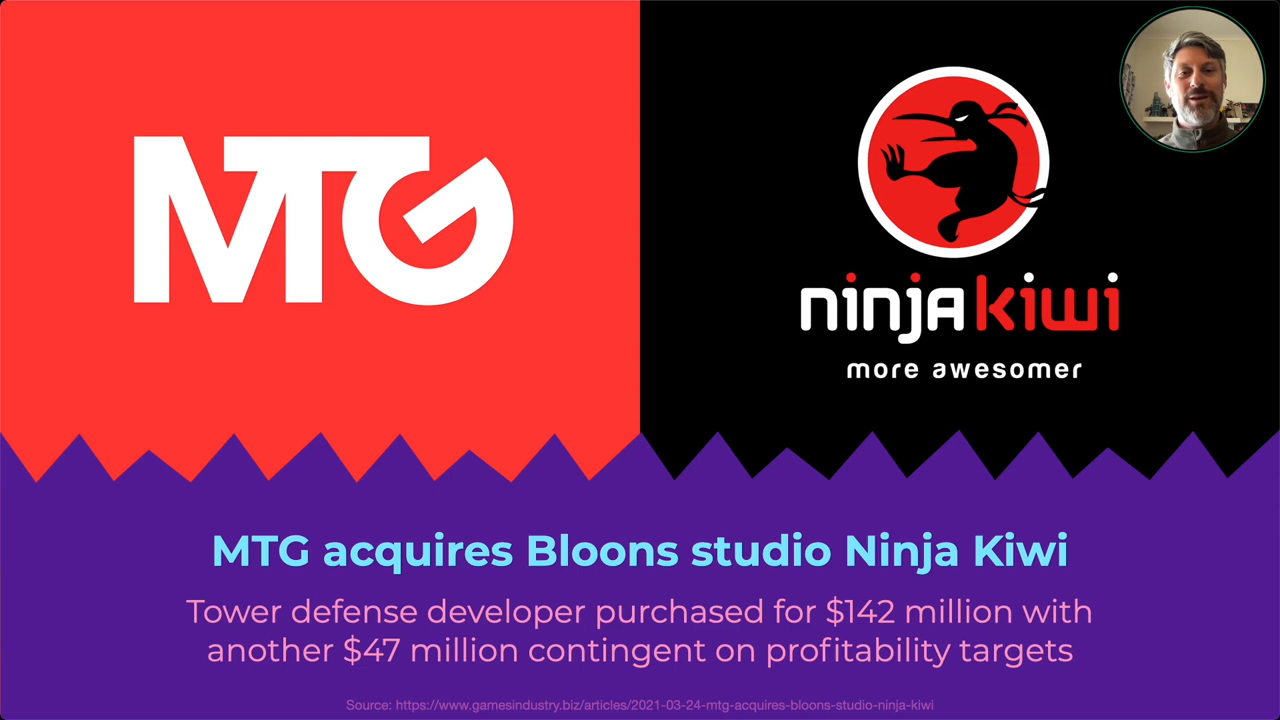 MTG
ninjakiwi
more awesomer
MTG acquires Bloons studio Ninja Kiwi
Tower defense developer purchased for $142 million with
another $47 million contingent on profitability targets
Source: https://www.gamesindustry.biz/articles/2021-03-24-mtg-acquires-bloons-studio-ninja-kiwi